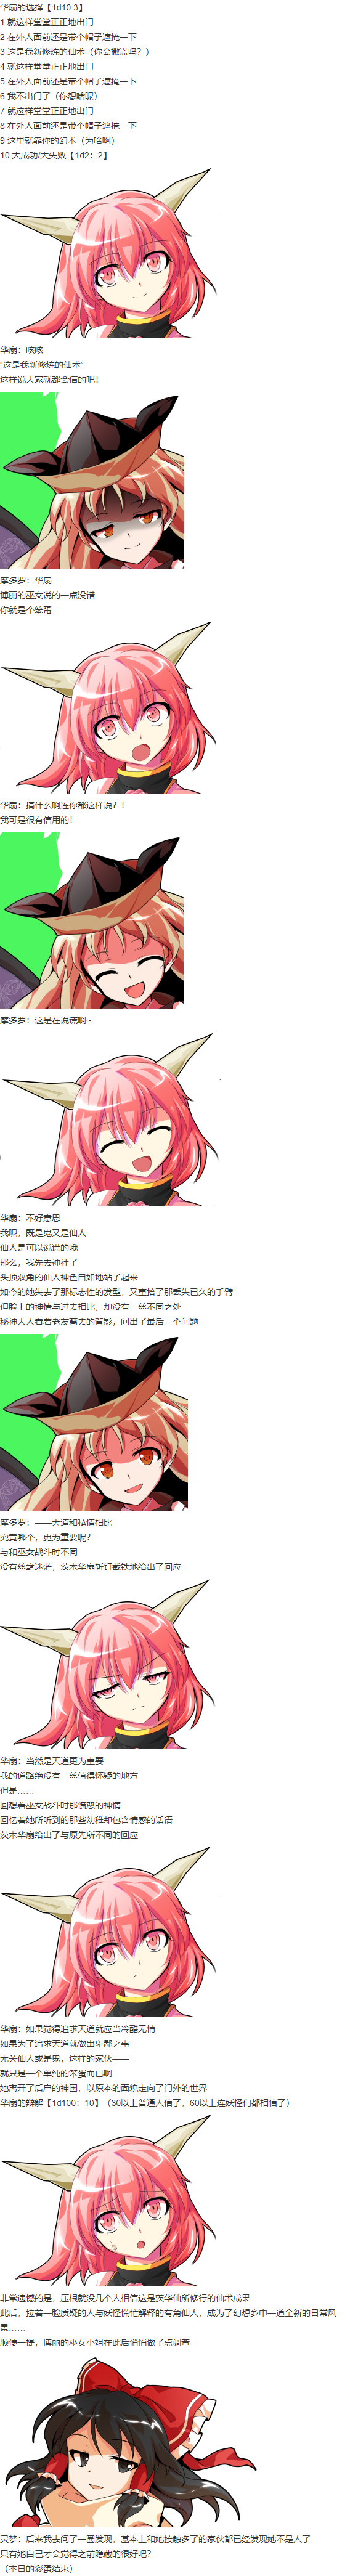 华扇的选择【1d10:3】
1 就这样堂堂正正地出门
2 在外人面前还是带个帽子遮掩一下
3 这是我新修炼的仙术（你会撒谎吗？）
4 就这样堂堂正正地出门
5 在外人面前还是带个帽子遮掩一下
6 我不出门了（你想啥呢）
7 就这样堂堂正正地出门
8 在外人面前还是带个帽子遮掩一下
9 这里就靠你的幻术（为啥啊）
10 大成功/大失败【1d2：2】
华扇：咳咳
“这是我新修炼的仙术”
这样说大家就都会信的吧！
摩多罗：华扇
博丽的巫女说的一点没错
你就是个笨蛋
华扇：搞什么啊连你都这样说？！
我可是很有信用的！
摩多罗：这是在说谎啊~
华扇：不好意思
我呢，既是鬼又是仙人
仙人是可以说谎的哦
那么，我先去神社了
头顶双角的仙人神色自如地站了起来
如今的她失去了那标志性的发型，又重拾了那丢失已久的手臂
但脸上的神情与过去相比，却没有一丝不同之处
秘神大人看着老友离去的背影，问出了最后一个问题
摩多罗：——天道和私情相比
究竟哪个，更为重要呢？
与和巫女战斗时不同
没有丝毫迷茫，茨木华扇斩钉截铁地给出了回应
华扇：当然是天道更为重要
我的道路绝没有一丝值得怀疑的地方
但是……
回想着巫女战斗时那愤怒的神情
回忆着她所听到的那些幼稚却包含情感的话语
茨木华扇给出了与原先所不同的回应
华扇：如果觉得追求天道就应当冷酷无情
如果为了追求天道就做出卑鄙之事
无关仙人或是鬼，这样的家伙——
就只是一个单纯的笨蛋而已啊
她离开了后户的神国，以原本的面貌走向了门外的世界
华扇的辩解【1d100：10】（30以上普通人信了，60以上连妖怪们都相信了）
非常遗憾的是，压根就没几个人相信这是茨华仙所修行的仙术成果
此后，拉着一脸质疑的人与妖怪慌忙解释的有角仙人，成为了幻想乡中一道全新的日常风
景……
顺便一提，博丽的巫女小姐在此后悄悄做了点调查
灵梦：后来我去问了一圈发现，基本上和她接触多了的家伙都已经发现她不是人了
只有她自己才会觉得之前隐藏的很好吧？
（本日的彩蛋结束）